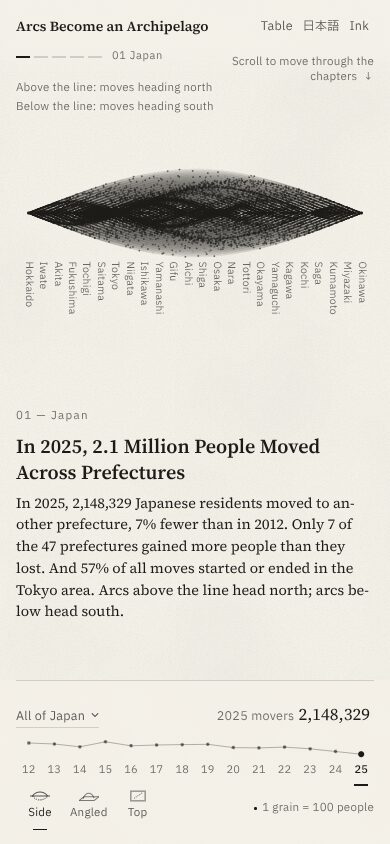 Arcs Become an Archipelago
Table 日本語 Ink
01 Japan
Scroll to move through the
chapters ↓
Above the line: moves heading north
Below the line: moves heading south
Hokkaido
Iwate
Akita
Fukushima
Tochigi
Saitama
Tokyo
Niigata
Ishikawa
Yamanashi
Gifu
Aichi
Shiga
Osaka
Nara
Tottori
Okayama
Yamaguchi
Kagawa
Kochi
Saga
Kumamoto
Miyazaki
Okinawa
01 — Japan
In 2025, 2.1 Million People Moved
Across Prefectures
In 2025, 2,148,329 Japanese residents moved to an-
other prefecture, 7% fewer than in 2012. Only 7 of
the 47 prefectures gained more people than they
lost. And 57% of all moves started or ended in the
Tokyo area. Arcs above the line head north; arcs be-
low head south.
All of Japan
2025 movers 2,148,329
12 13 14 15 16 17 18 19 20 21 22 23 24 25
Side Angled Top
1 grain = 100 people